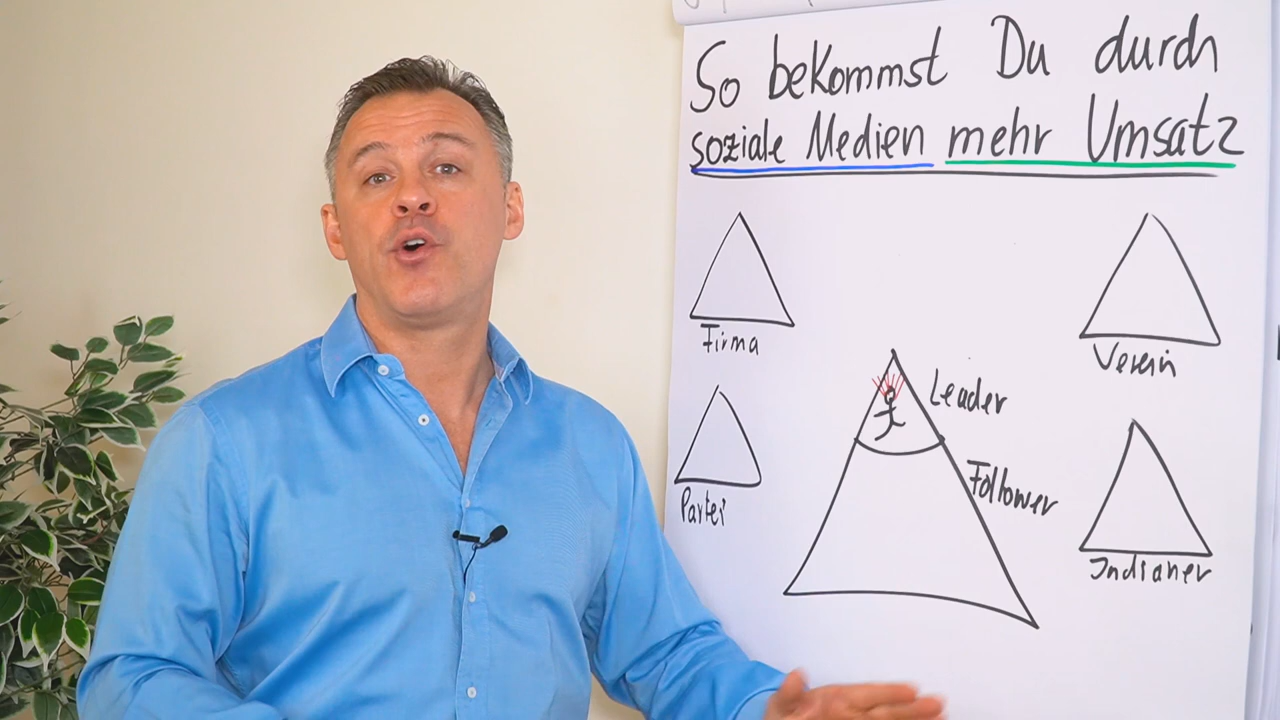 So bekommst Du durch
soziale Medien mehr Umsatz
Firma
Verein
Leader
Follower
Partei
Indianer